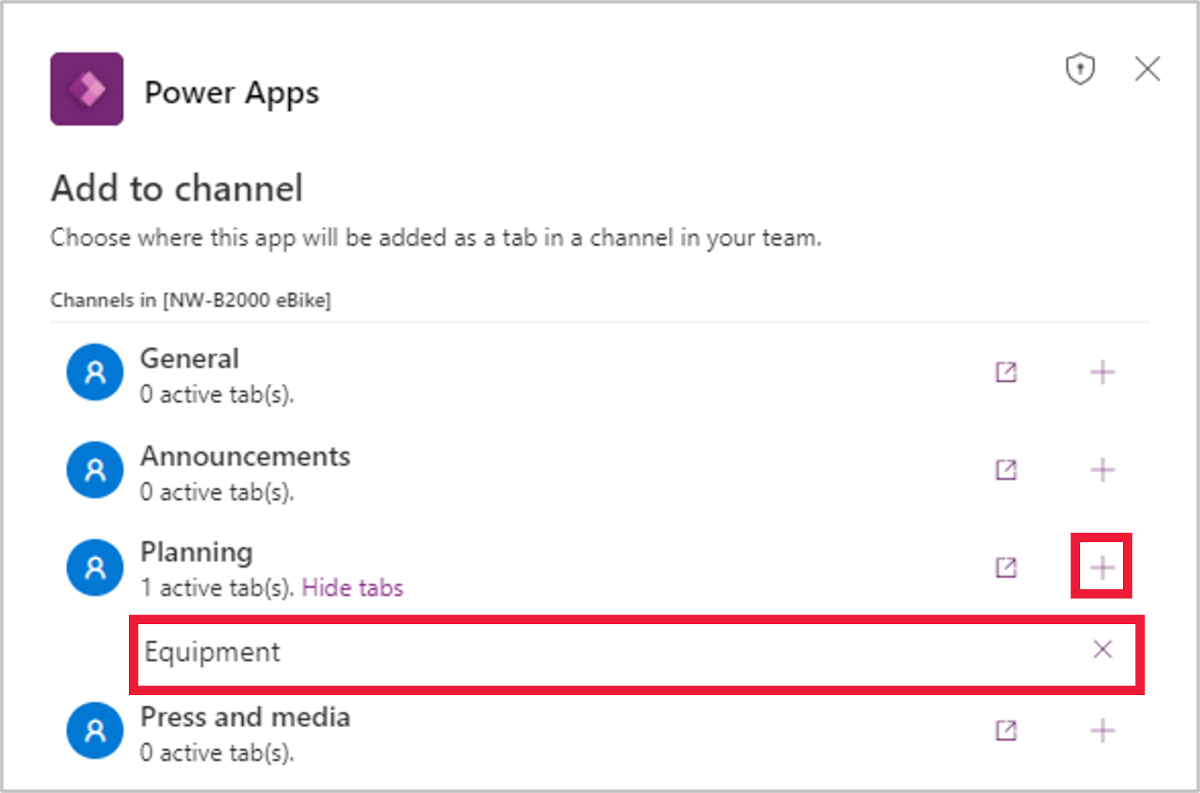 Power Apps
Add to channel
Choose where this app will be added as a tab in a channel in your team.
Channels in [NW-B2000 eBike]
General
0 active tab(s).
Announcements
0 active tab(s).
Planning
1 active tab(s). Hide tabs
Equipment
Press and media
0 active tab(s).